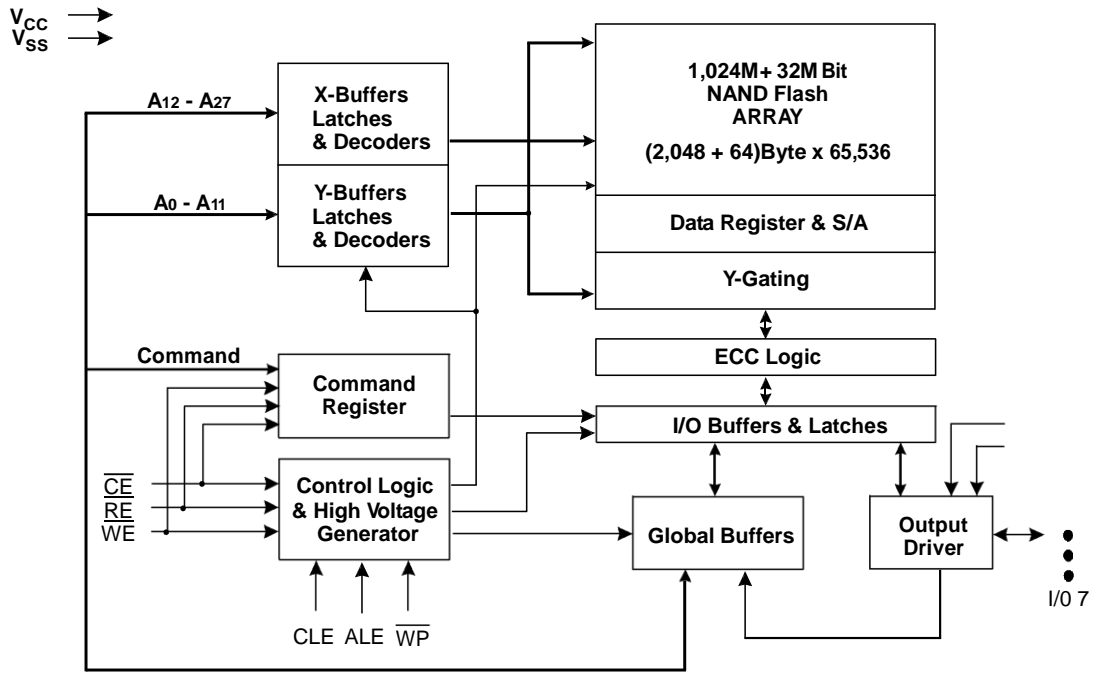 VCC
VSS
A12 - A27
X-Buffers
Latches
& Decoders
1,024M + 32M Bit
NAND Flash
ARRAY
(2,048 + 64)Byte x 65,536
A0 - A11
Y-Buffers
Latches
& Decoders
Data Register & S/A
Y-Gating
Command
Command
Register
ECC Logic
I/O Buffers & Latches
CE
RE
WE
Control Logic
& High Voltage
Generator
Global Buffers
Output
Driver
I/0 7
CLE ALE WP